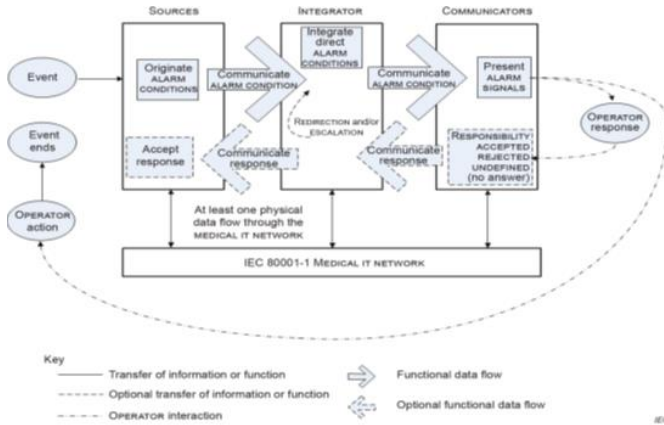 SOURCES
INTEGRATOR
COMMUNICATORS
Event
Originate
ALARM
CONDITIONS
Communicate
ALARM CONDITION
Integrate
direct
ALARM
CONDITIONS
Communicate
ALARM CONDITION
Present
ALARM
SIGNALS
OPERATOR
response
Event
ends
Accept
response
Communicate
response
REDIRECTION and/or
ESCALATION
Communicate
response
RESPONSIBILITY
ACCEPTED
REJECTED
UNDEFINED
(no answer)
OPERATOR
action
At least one physical
data flow through the
MEDICAL IT NETWORK
IEC 80001-1 MEDICAL IT NETWORK
Key
Transfer of information or function
Functional data flow
Optional transfer of information or function
Optional functional data flow
OPERATOR interaction